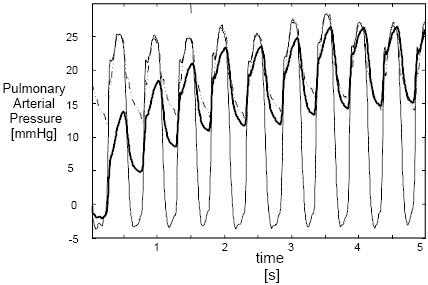 25
20
15
10
5
0
-5
Pulmonary
Arterial
Pressure
[mmHg]
1
2
3
4
5
time
[s]